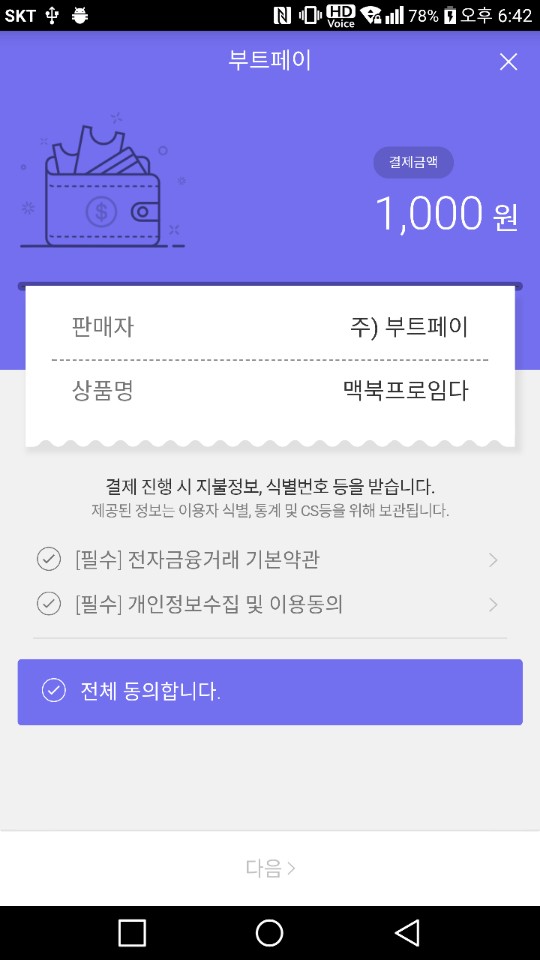 SKT HD Voice 78% 오후 6:42
부트페이
결제금액
1,000 원
판매자 주) 부트페이
상품명 맥북프로임다
결제 진행 시 지불정보, 식별번호 등을 받습니다.
제공된 정보는 이용자 식별, 통계 및 CS등을 위해 보관됩니다.
[필수] 전자금융거래 기본약관
[필수] 개인정보수집 및 이용동의
전체 동의합니다.
다음